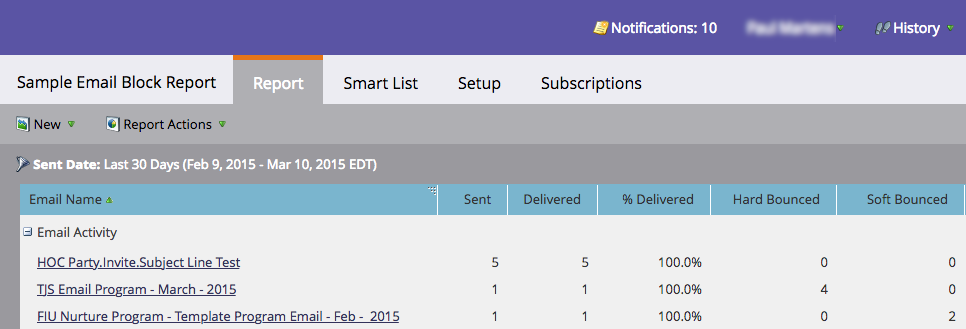 Notifications: 10 History
Sample Email Block Report Report Smart List Setup Subscriptions
New Report Actions
Sent Date: Last 30 Days (Feb 9, 2015 - Mar 10, 2015 EDT)
Email Name Sent Delivered % Delivered Hard Bounced Soft Bounced
Email Activity
HOC Party.Invite.Subject Line Test 5 5 100.0% 0 0
TJS Email Program - March - 2015 1 1 100.0% 4 0
FIU Nurture Program - Template Program Email - Feb - 2015 1 1 100.0% 0 2